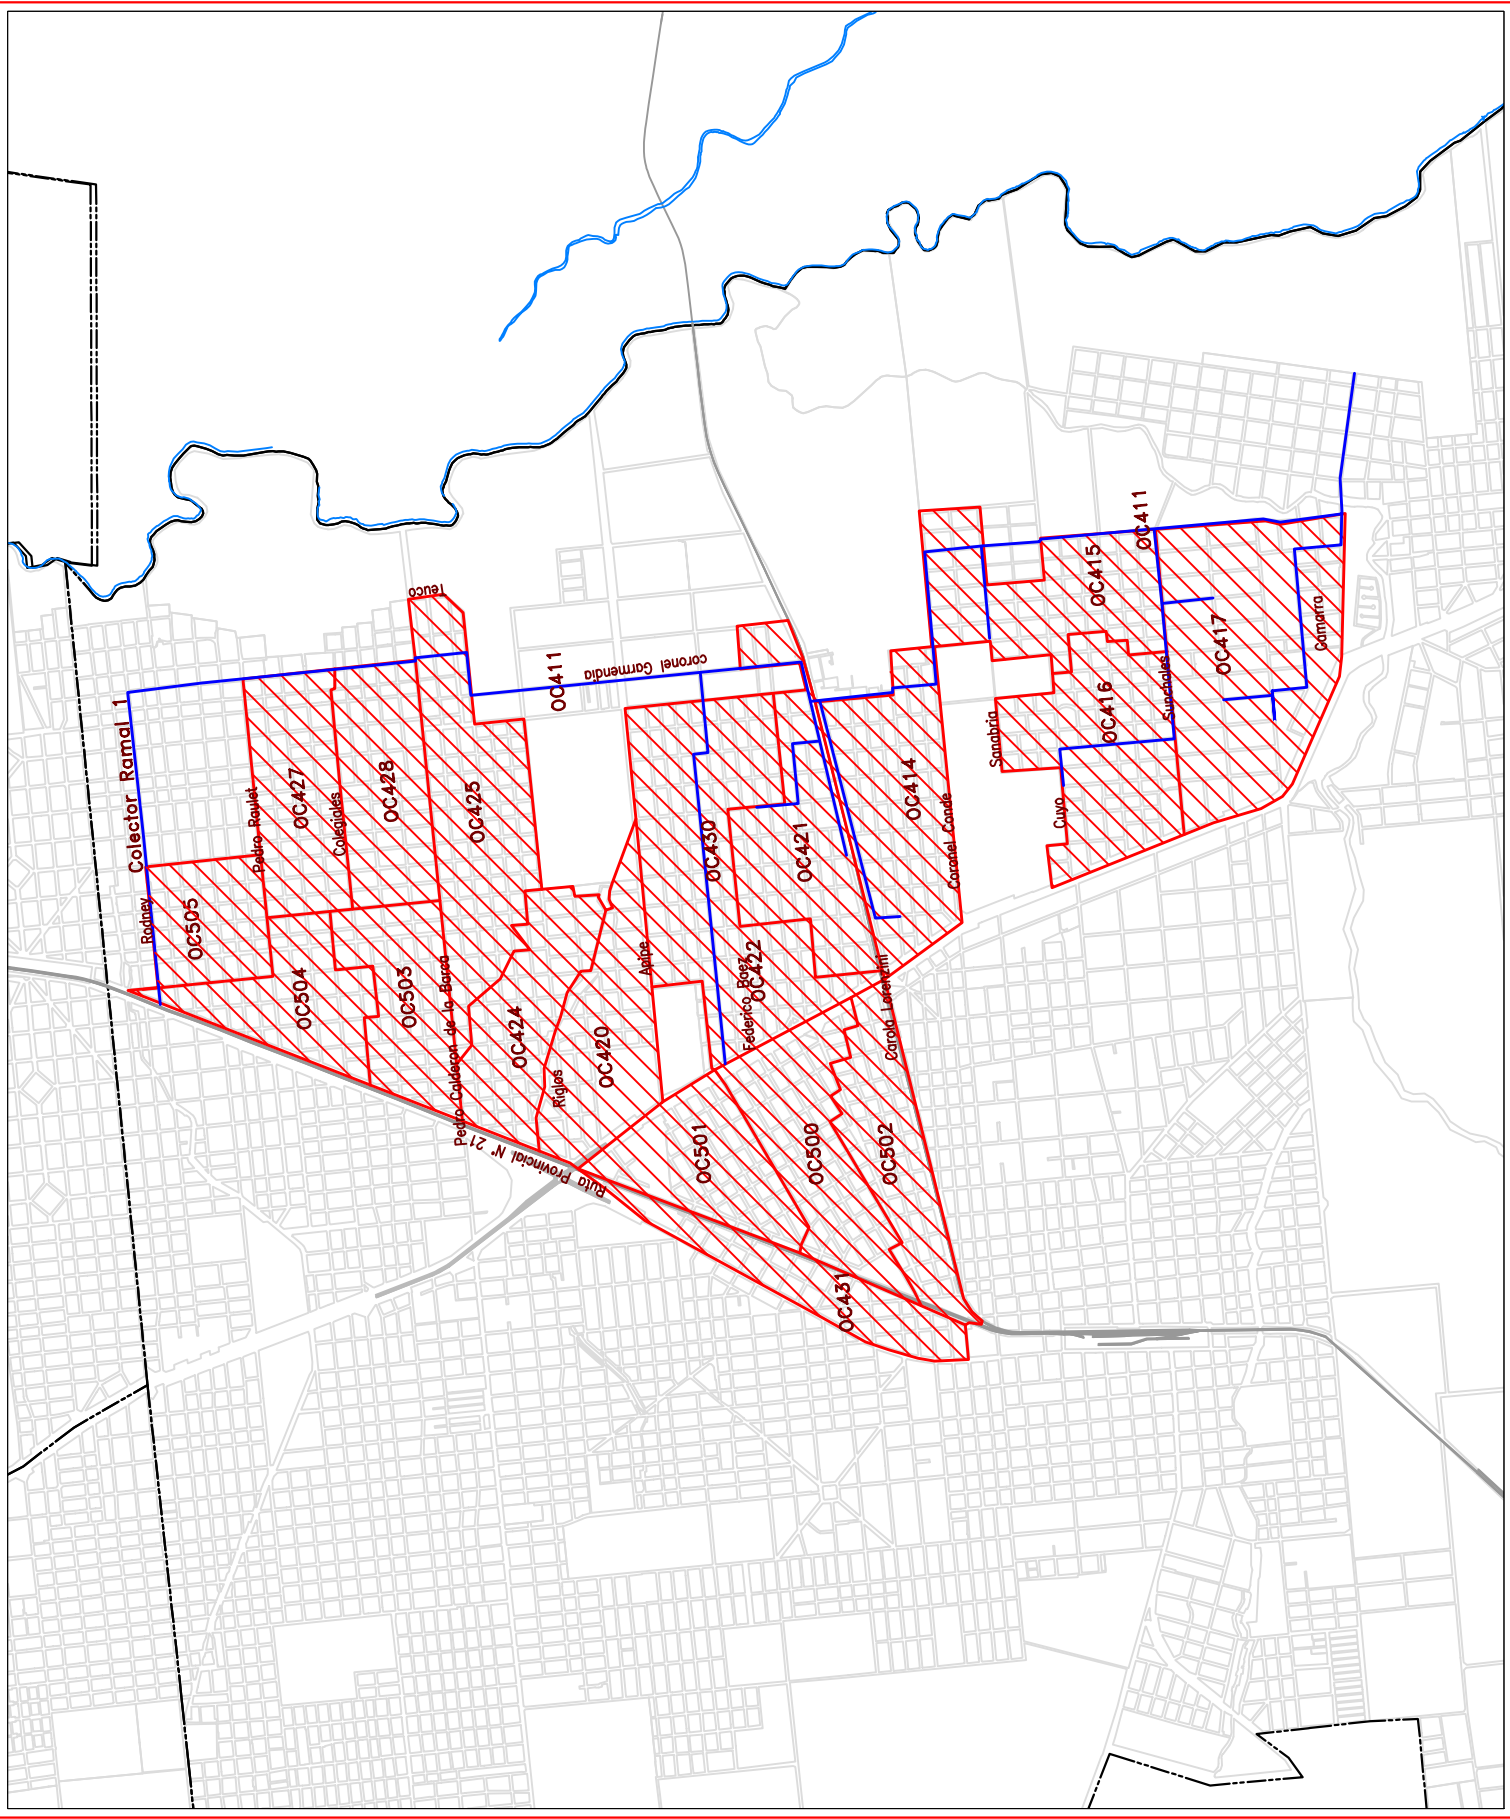 Colector Ramal 1
Rodney
OC505
Pedro Raulet
OC427
Colegiales
OC428
Teuco
OC425
OC411
coronel Garmendia
OC504
OC503
Pedro Calderon de la Barca
OC424
Riglos
OC420
Apipe
OC430
OC421
Federico Baez
OC422
Carola Lorenzini
OC414
Coronel Conde
Sanabria
Cuyo
OC416
OC415
OC411
Sunchales
OC417
Gamarra
Ruta Provincial N° 21
OC501
OC500
OC502
OC431